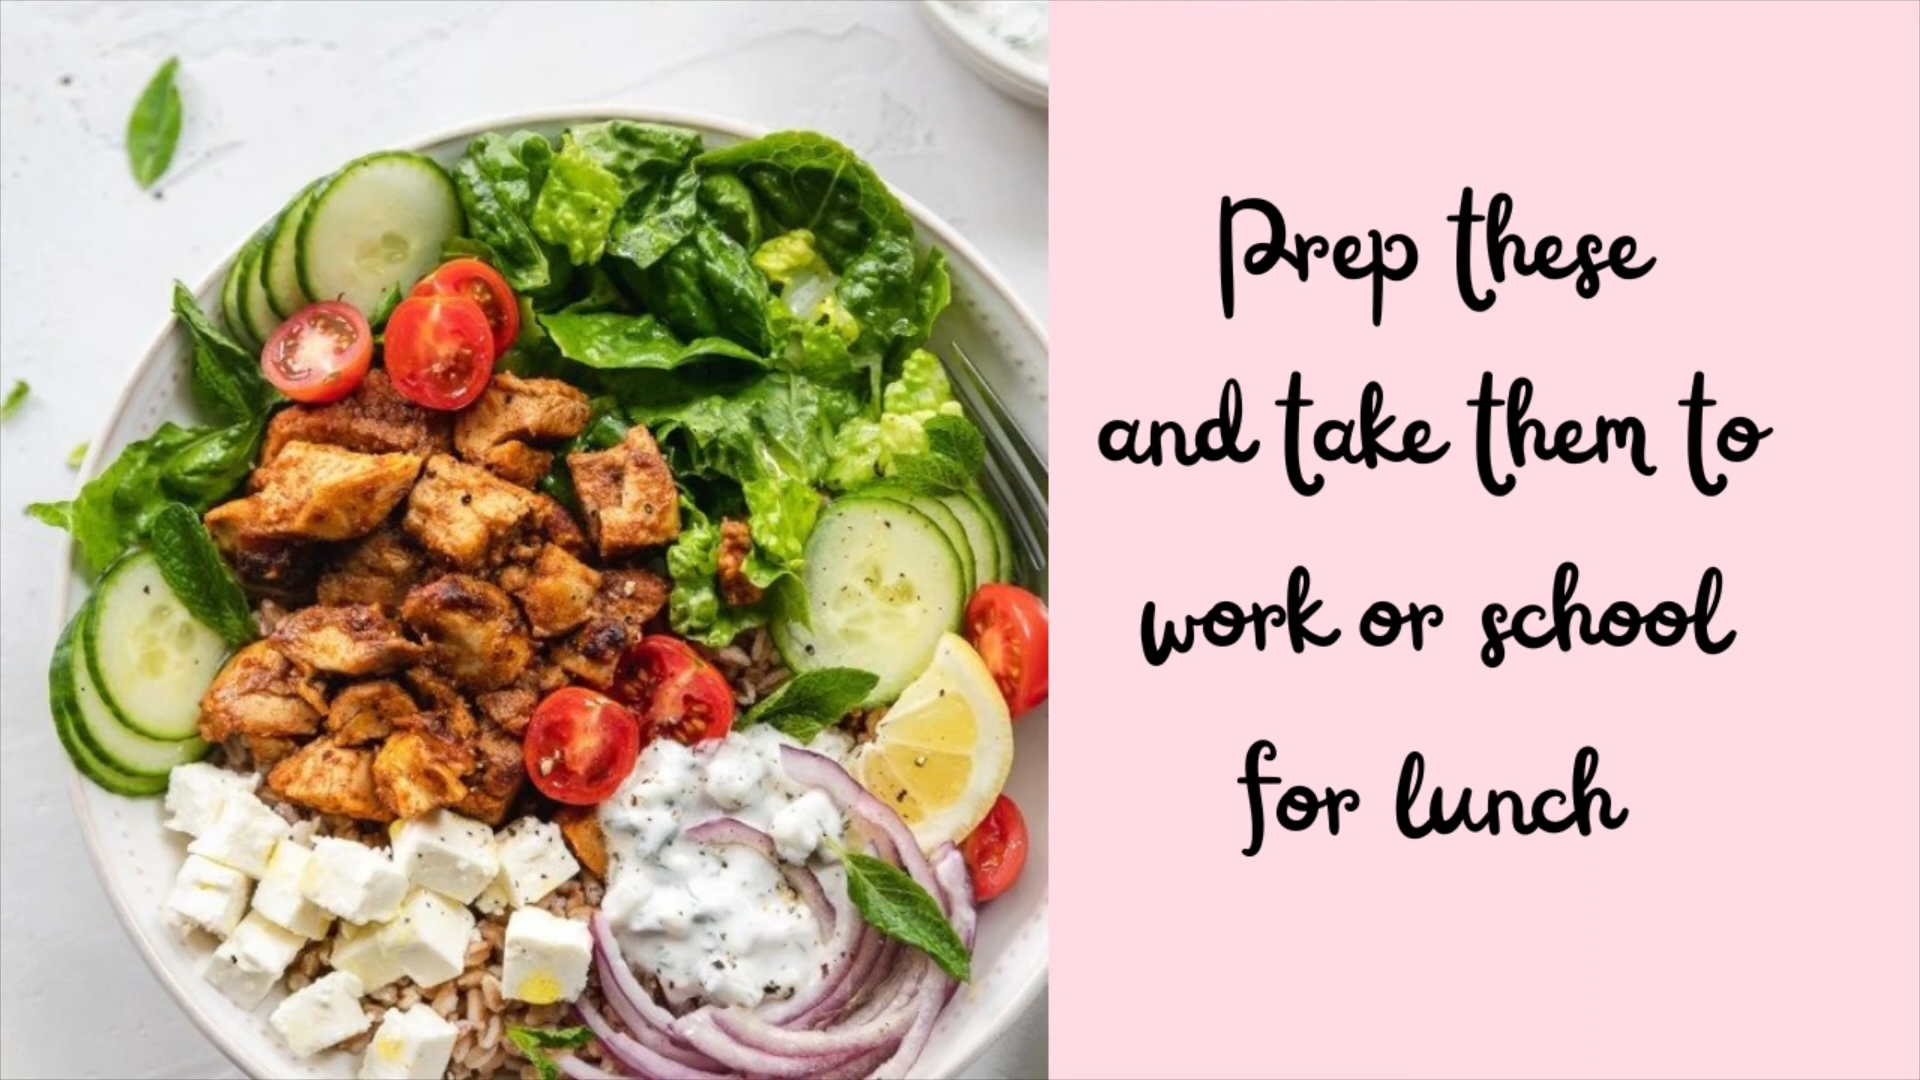 Prep these
and take them to
work or school
for lunch